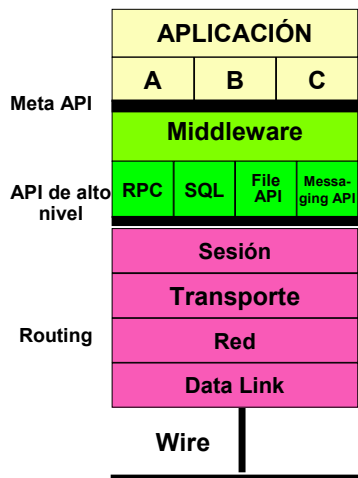 APLICACIÓN
A B C
Meta API
Middleware
API de alto
nivel
RPC SQL File
API Messa-
ging API
Sesión
Transporte
Routing
Red
Data Link
Wire